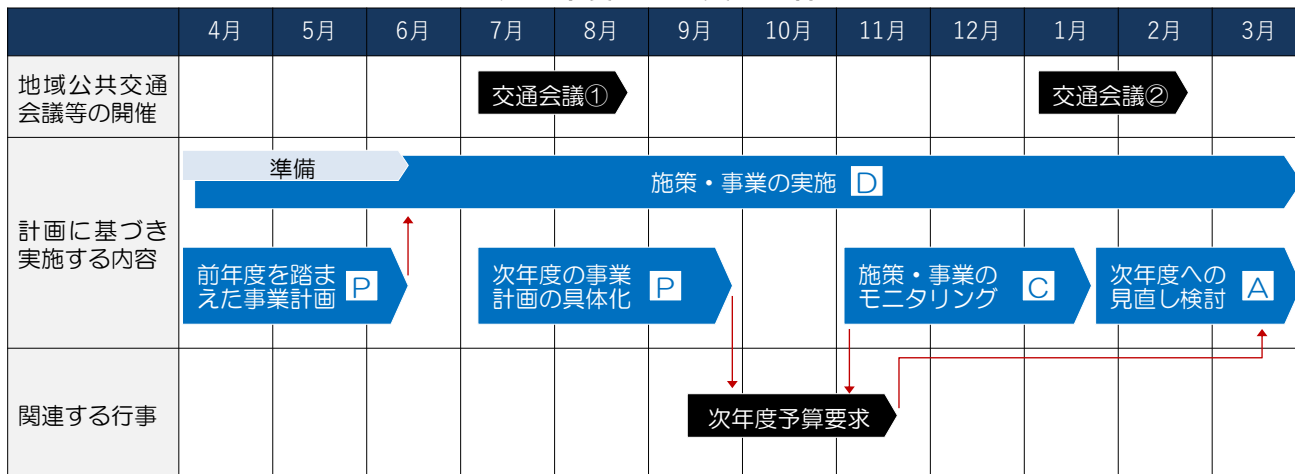 4月 5月 6月 7月 8月 9月 10月 11月 12月 1月 2月 3月
地域公共交通
会議等の開催
交通会議①
交通会議②
計画に基づき
実施する内容
準備
施策・事業の実施 D
前年度を踏ま
えた事業計画 P
次年度の事業
計画の具体化 P
施策・事業の
モニタリング C
次年度への
見直し検討 A
関連する行事
次年度予算要求